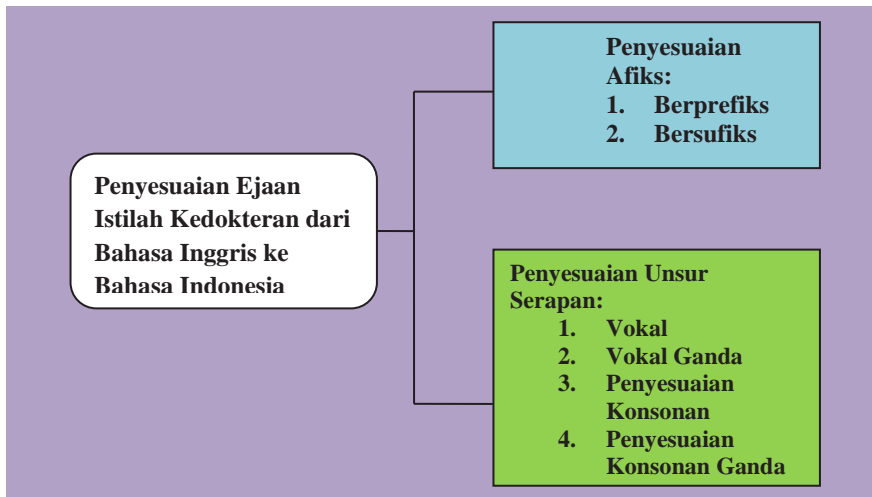 Penyesuaian Ejaan
Istilah Kedokteran dari
Bahasa Inggris ke
Bahasa Indonesia
Penyesuaian
Afiks:
1. Berprefiks
2. Bersufiks
Penyesuaian Unsur
Serapan:
1. Vokal
2. Vokal Ganda
3. Penyesuaian
Konsonan
4. Penyesuaian
Konsonan Ganda